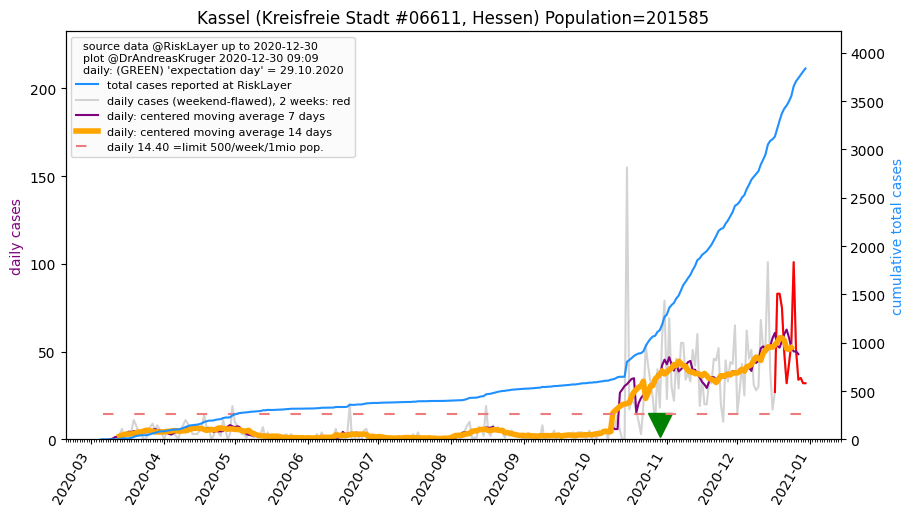 Kassel (Kreisfreie Stadt #06611, Hessen) Population=201585
source data @RiskLayer up to 2020-12-30
plot @DrAndreasKruger 2020-12-30 09:09
daily: (GREEN) 'expectation day' = 29.10.2020
total cases reported at RiskLayer
daily cases (weekend-flawed), 2 weeks: red
daily: centered moving average 7 days
daily: centered moving average 14 days
daily 14.40 =limit 500/week/1mio pop.
daily cases
200
150
100
50
0
4000
3500
3000
2500
2000
1500
1000
500
0
cumulative total cases
2020-03
2020-04
2020-05
2020-06
2020-07
2020-08
2020-09
2020-10
2020-11
2020-12
2021-01